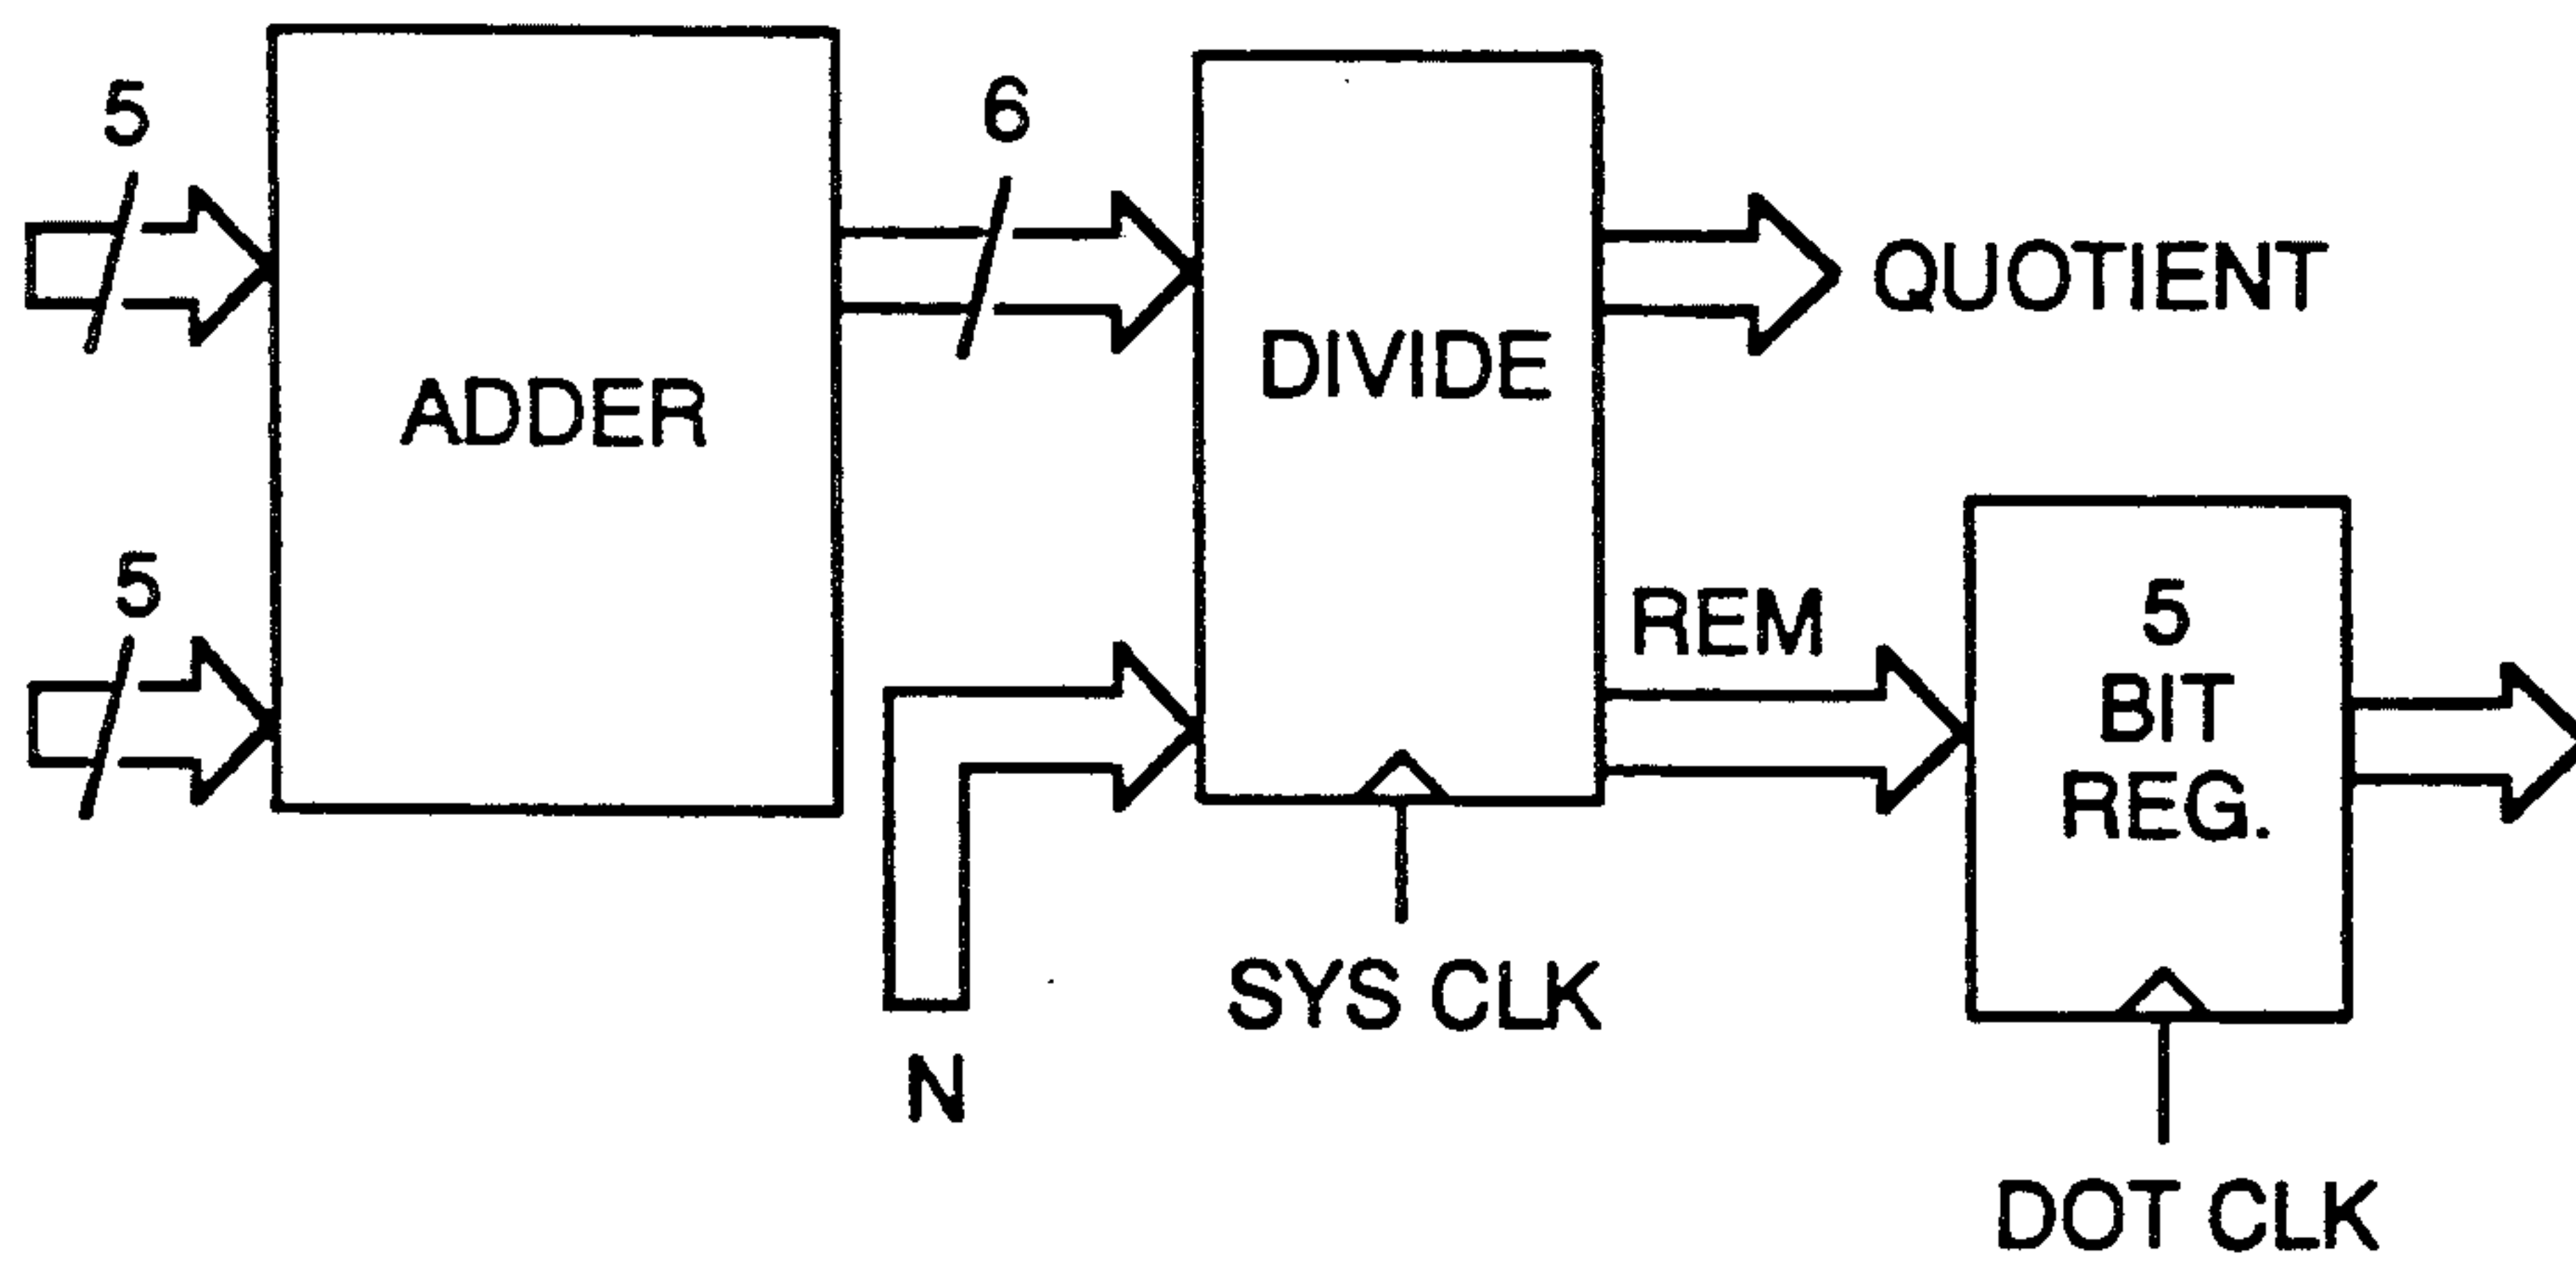 5
6
ADDER
DIVIDE
QUOTIENT
5
REM
5
BIT
REG.
SYS CLK
N
DOT CLK